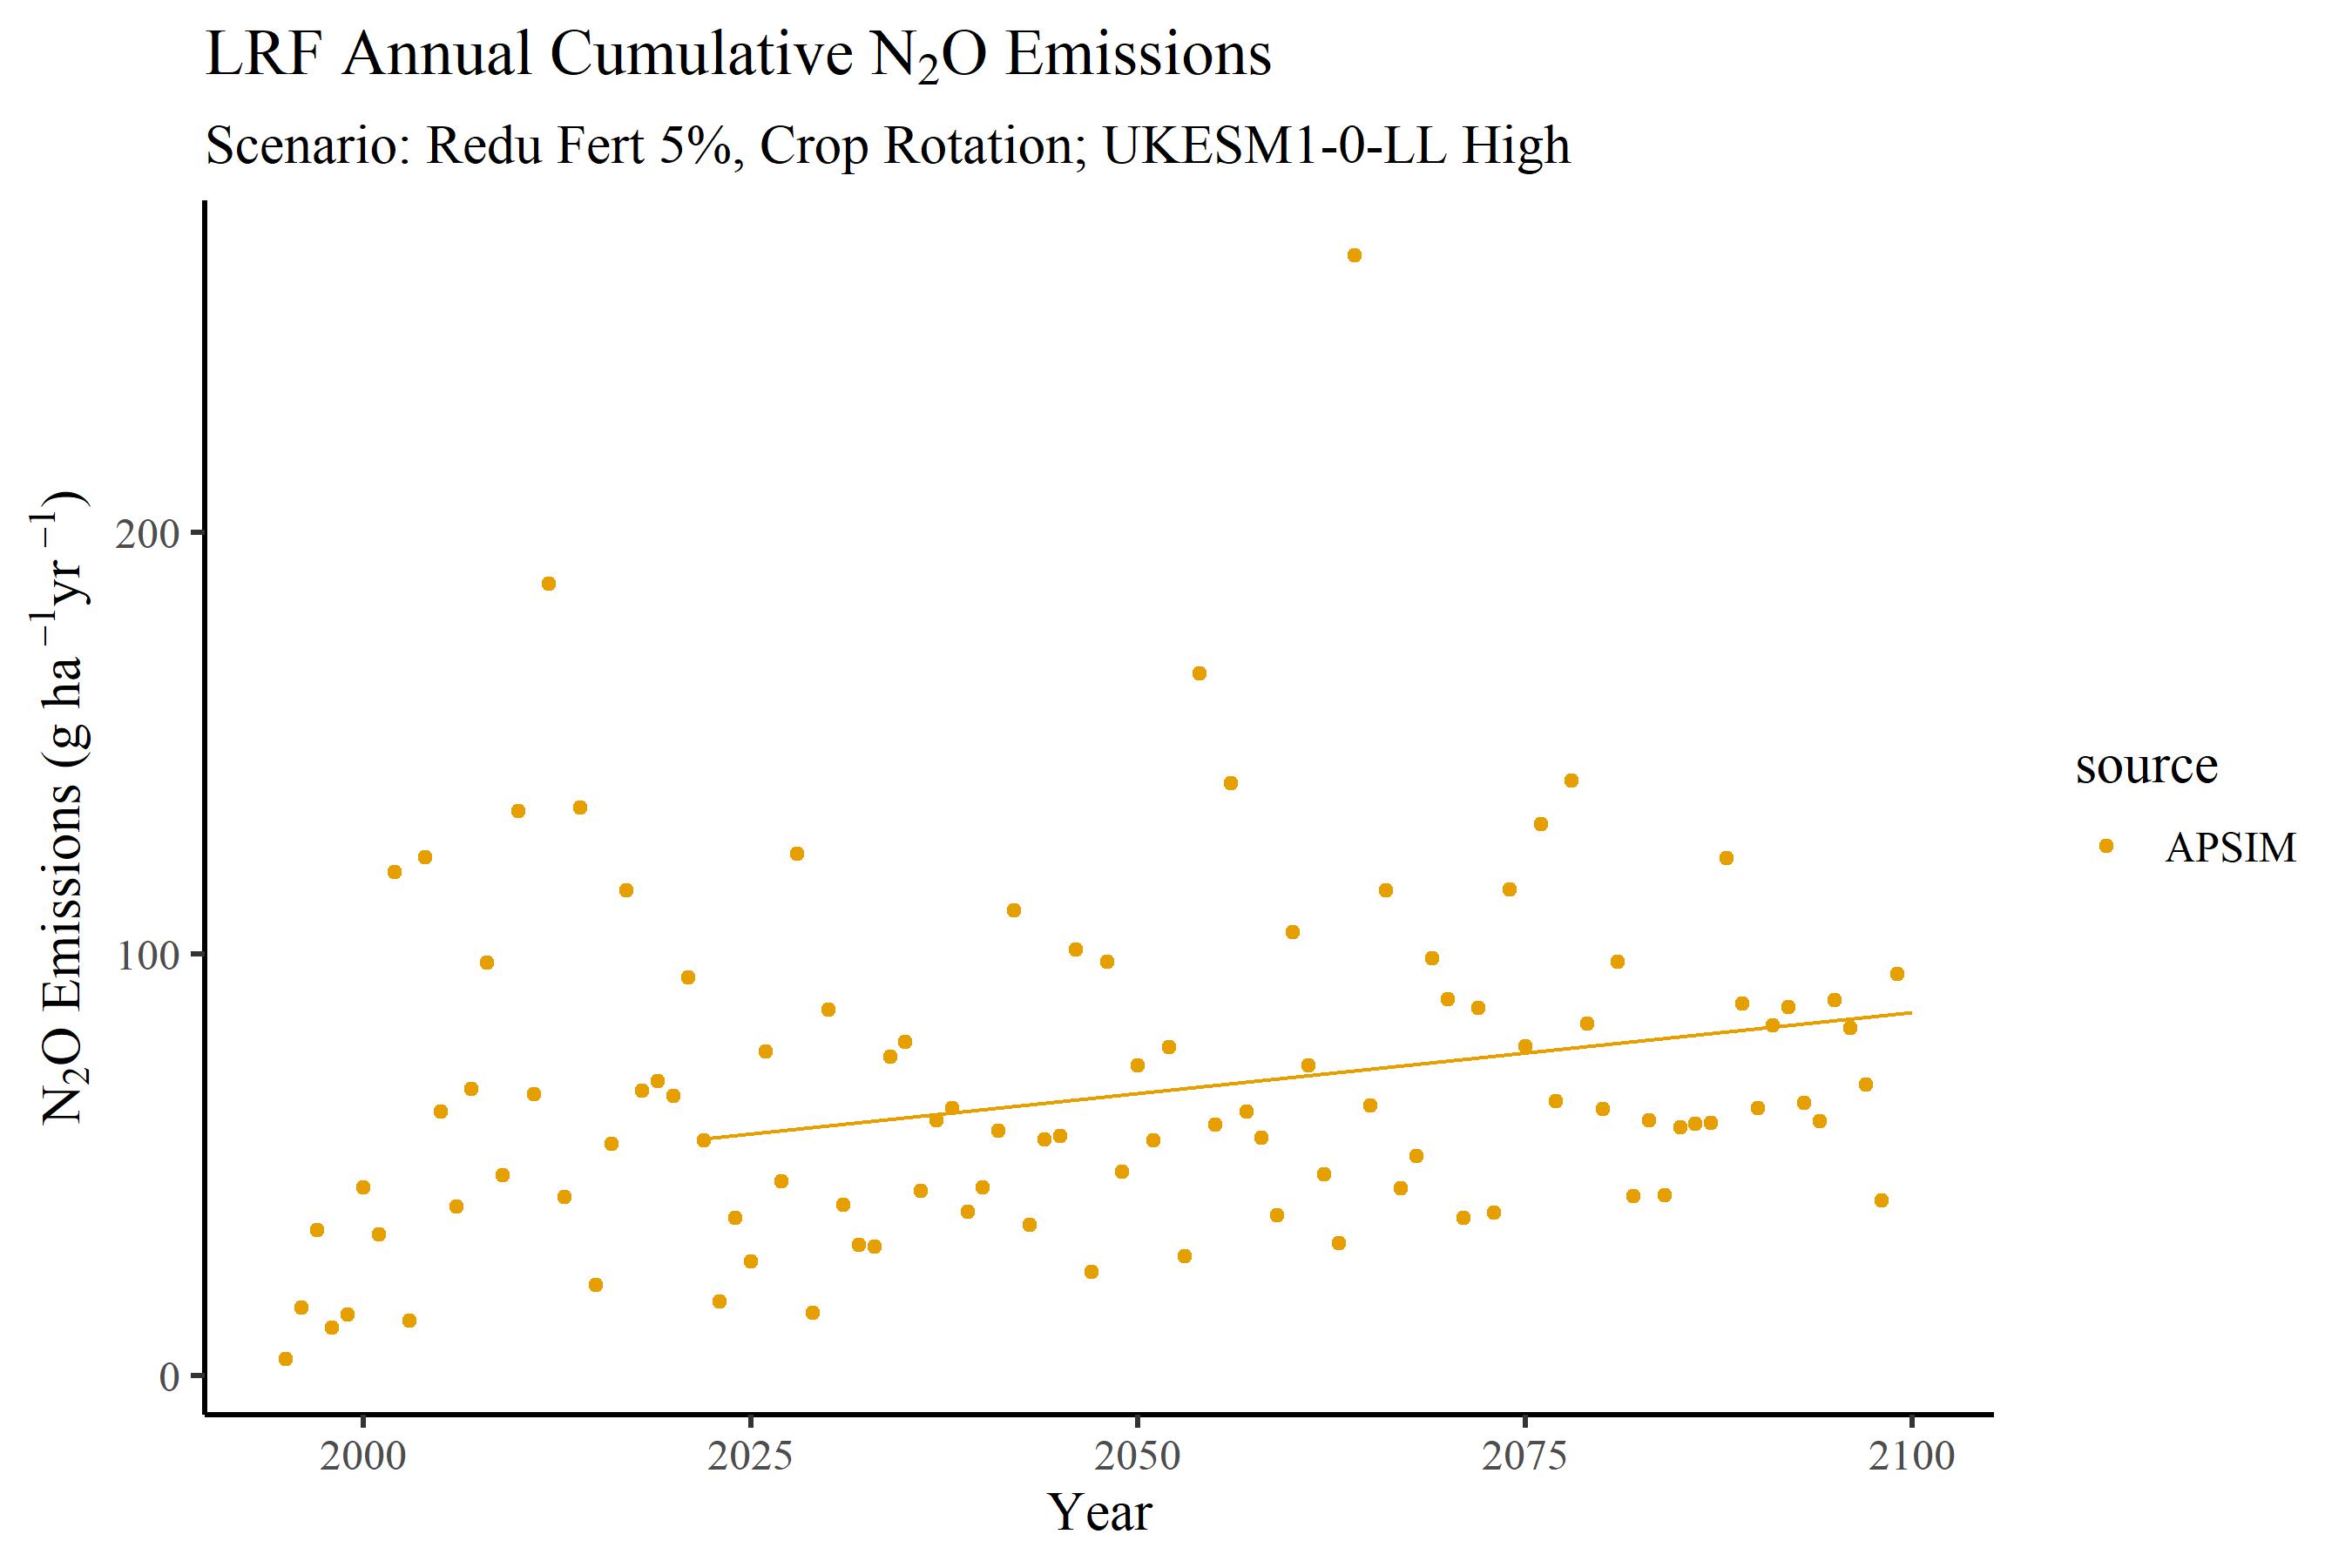 LRF Annual Cumulative N₂O Emissions
Scenario: Redu Fert 5%, Crop Rotation; UKESM1-0-LL High
N₂O Emissions (g ha ⁻¹yr ⁻¹)
200
100
0
2000 2025 2050 2075 2100
Year
source
APSIM